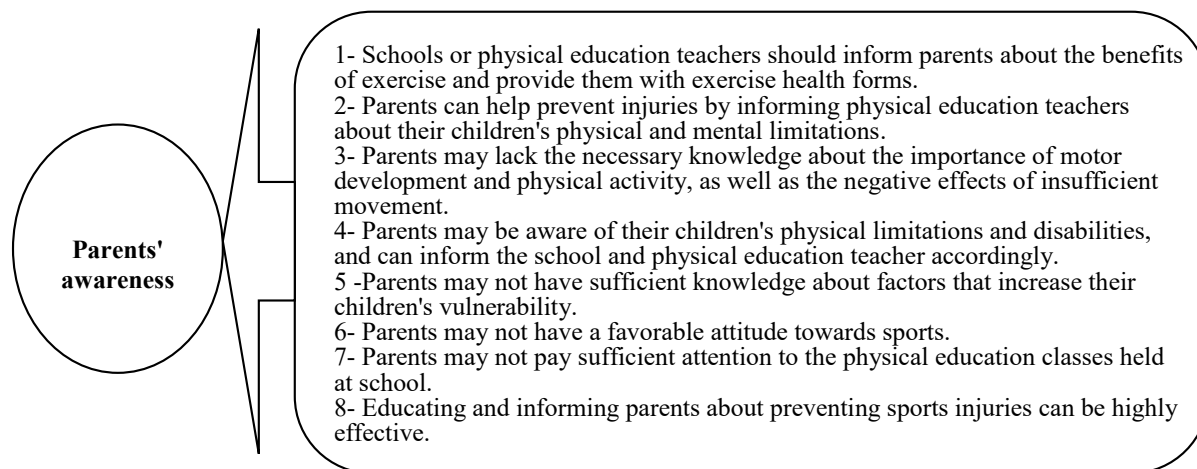 Parents'
awareness
1- Schools or physical education teachers should inform parents about the benefits
of exercise and provide them with exercise health forms.
2- Parents can help prevent injuries by informing physical education teachers
about their children's physical and mental limitations.
3- Parents may lack the necessary knowledge about the importance of motor
development and physical activity, as well as the negative effects of insufficient
movement.
4- Parents may be aware of their children's physical limitations and disabilities,
and can inform the school and physical education teacher accordingly.
5 -Parents may not have sufficient knowledge about factors that increase their
children's vulnerability.
6- Parents may not have a favorable attitude towards sports.
7- Parents may not pay sufficient attention to the physical education classes held
at school.
8- Educating and informing parents about preventing sports injuries can be highly
effective.